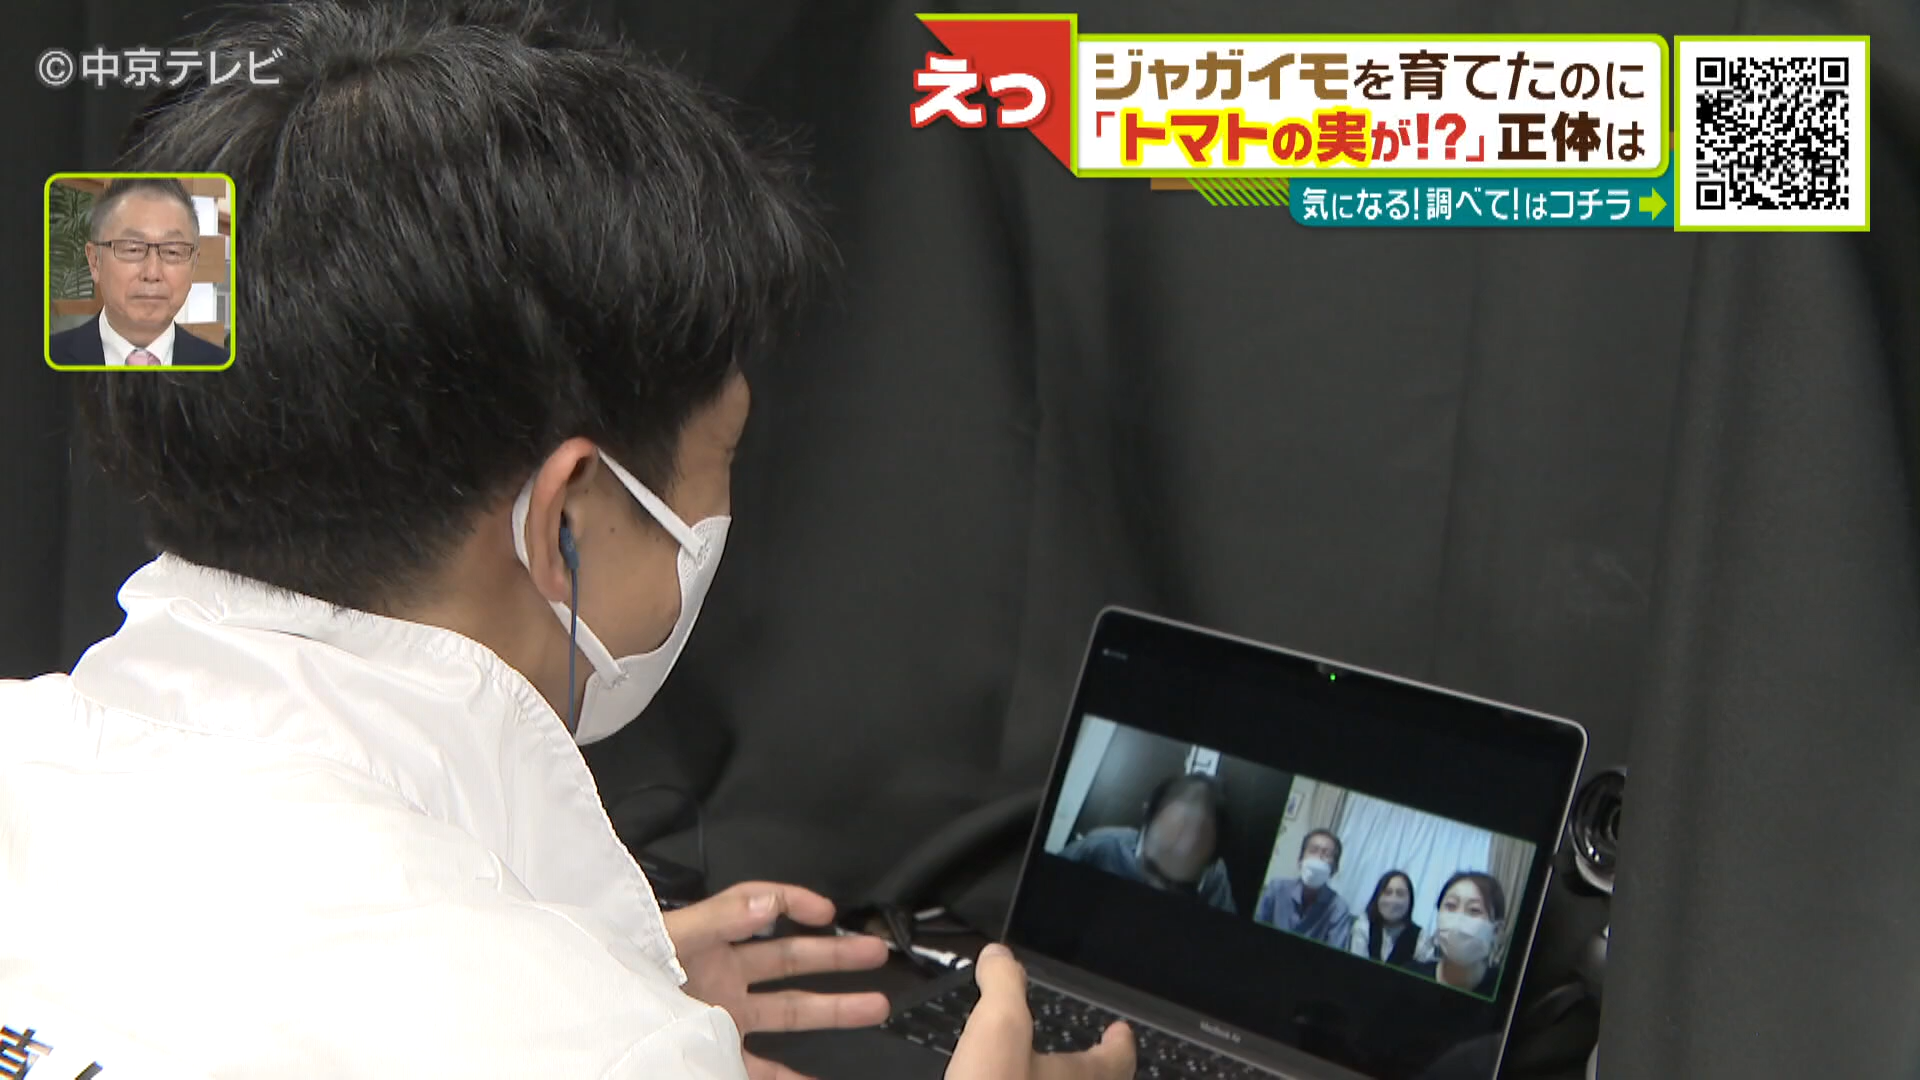 ©中京テレビ
えっ
ジャガイモを育てたのに
「トマトの実が!?」正体は
気になる!調べて!はコチラ➡
MacBook Air